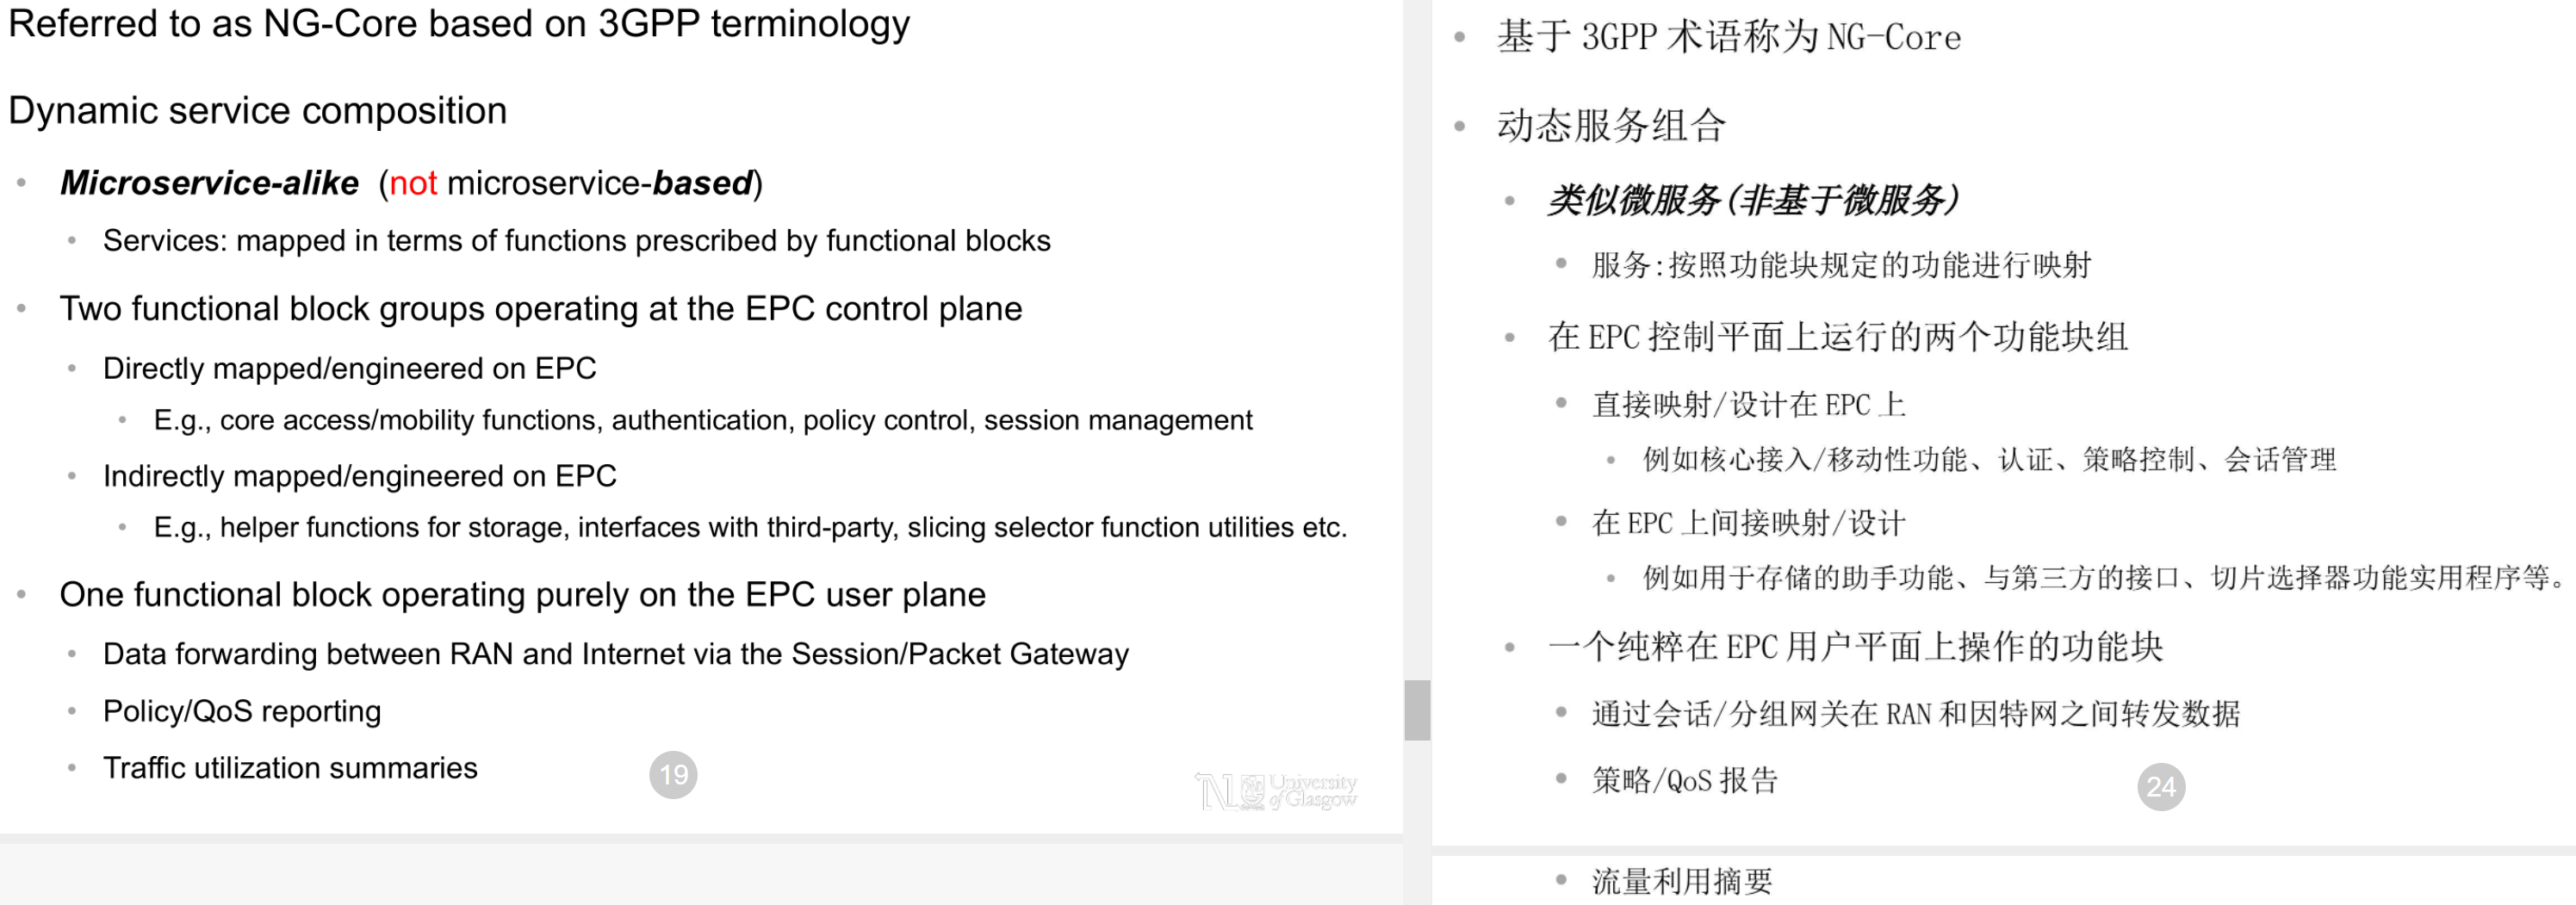 Referred to as NG-Core based on 3GPP terminology
Dynamic service composition
Microservice-alike (not microservice-based)
Services: mapped in terms of functions prescribed by functional blocks
Two functional block groups operating at the EPC control plane
Directly mapped/engineered on EPC
E.g., core access/mobility functions, authentication, policy control, session management
Indirectly mapped/engineered on EPC
E.g., helper functions for storage, interfaces with third-party, slicing selector function utilities etc.
One functional block operating purely on the EPC user plane
Data forwarding between RAN and Internet via the Session/Packet Gateway
Policy/QoS reporting
Traffic utilization summaries
19
University
of Glasgow
基于 3GPP 术语称为 NG-Core
动态服务组合
类似微服务(非基于微服务)
服务:按照功能块规定的功能进行映射
在 EPC 控制平面上运行的两个功能块组
直接映射/设计在 EPC 上
例如核心接入/移动性功能、认证、策略控制、会话管理
在 EPC 上间接映射/设计
例如用于存储的助手功能、与第三方的接口、切片选择器功能实用程序等。
一个纯粹在 EPC 用户平面上操作的功能块
通过会话/分组网关在 RAN 和因特网之间转发数据
策略/QoS 报告
24
流量利用摘要